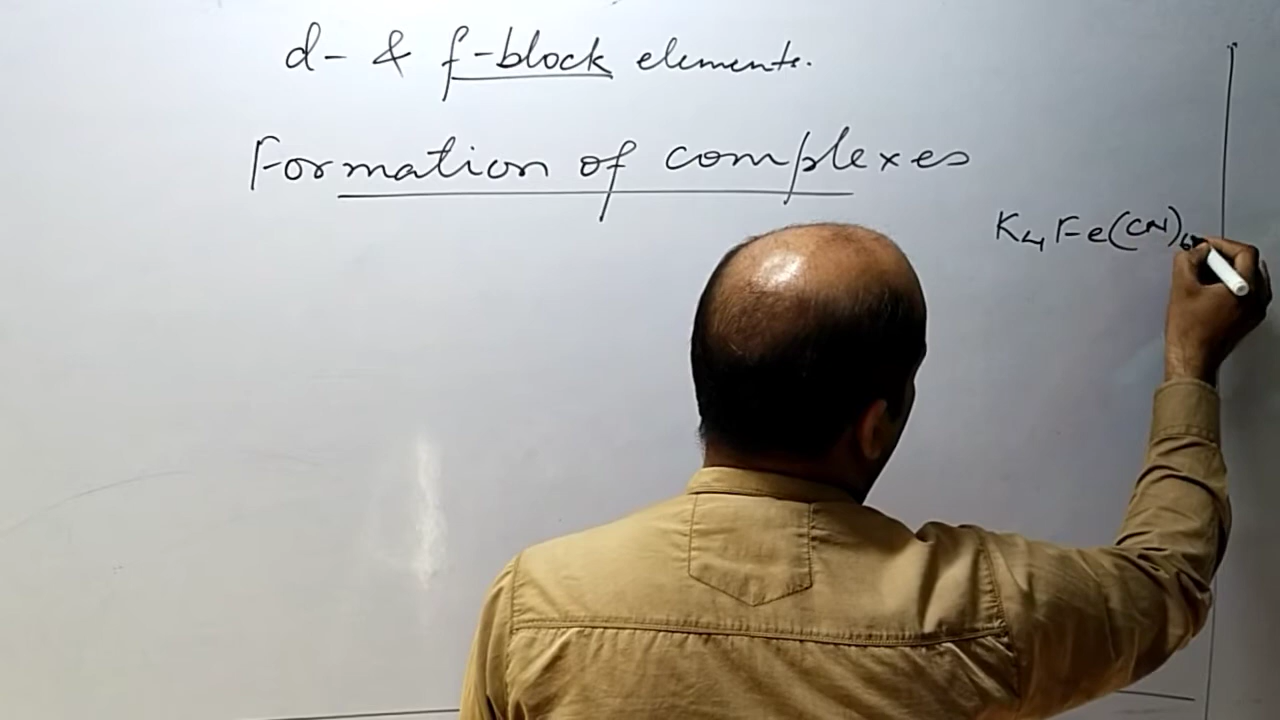 d- & f-block elements.
Formation of complexes
K4Fe(CN)6